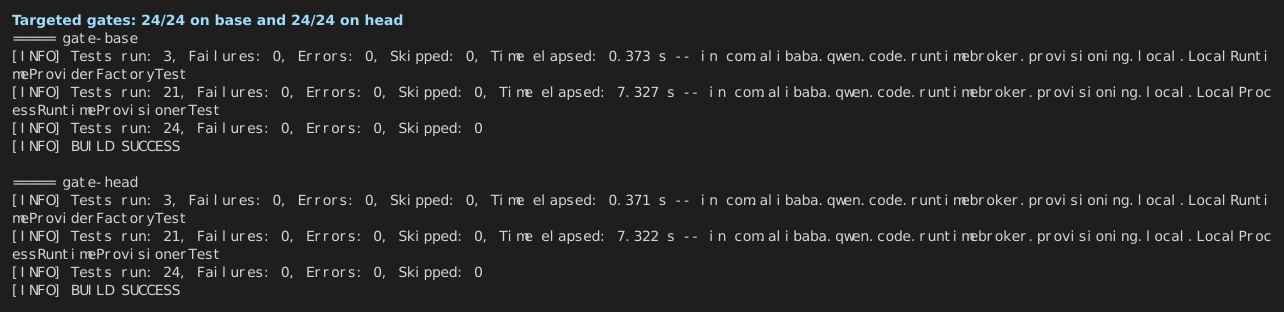 Targeted gates: 24/24 on base and 24/24 on head
===== gate-base
[INFO] Tests run: 3, Failures: 0, Errors: 0, Skipped: 0, Time elapsed: 0.373 s -- in com.alibaba.qwen.code.runtimebroker.provisioning.local.LocalRunti
meProviderFactoryTest
[INFO] Tests run: 21, Failures: 0, Errors: 0, Skipped: 0, Time elapsed: 7.327 s -- in com.alibaba.qwen.code.runtimebroker.provisioning.local.LocalProc
essRuntimeProvisionerTest
[INFO] Tests run: 24, Failures: 0, Errors: 0, Skipped: 0
[INFO] BUILD SUCCESS
===== gate-head
[INFO] Tests run: 3, Failures: 0, Errors: 0, Skipped: 0, Time elapsed: 0.371 s -- in com.alibaba.qwen.code.runtimebroker.provisioning.local.LocalRunti
meProviderFactoryTest
[INFO] Tests run: 21, Failures: 0, Errors: 0, Skipped: 0, Time elapsed: 7.322 s -- in com.alibaba.qwen.code.runtimebroker.provisioning.local.LocalProc
essRuntimeProvisionerTest
[INFO] Tests run: 24, Failures: 0, Errors: 0, Skipped: 0
[INFO] BUILD SUCCESS